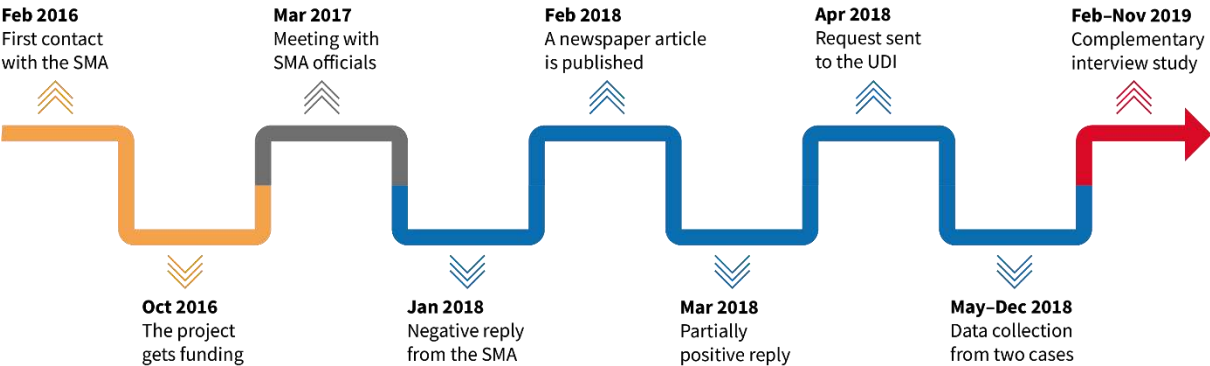 Feb 2016
First contact
with the SMA
Mar 2017
Meeting with
SMA officials
Feb 2018
A newspaper article
is published
Apr 2018
Request sent
to the UDI
Feb–Nov 2019
Complementary
interview study
Oct 2016
The project
gets funding
Jan 2018
Negative reply
from the SMA
Mar 2018
Partially
positive reply
May–Dec 2018
Data collection
from two cases